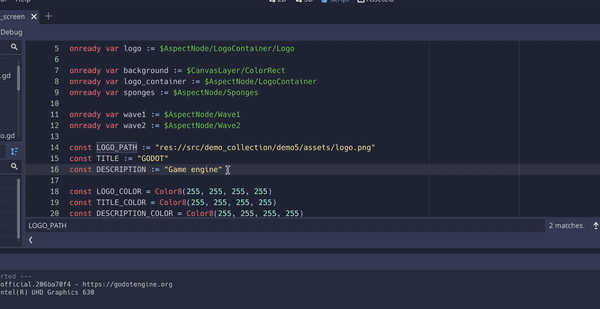 _screen
Debug
5 onready var logo := $AspectNode/LogoContainer/Logo
6
7 onready var background := $CanvasLayer/ColorRect
8 onready var logo_container := $AspectNode/LogoContainer
9 onready var sponges := $AspectNode/Sponges
10
11 onready var wave1 := $AspectNode/Wave1
12 onready var wave2 := $AspectNode/Wave2
13
14 const LOGO_PATH := "res://src/demo_collection/demo5/assets/logo.png"
15 const TITLE := "GODOT"
16 const DESCRIPTION := "Game engine"
17
18 const LOGO_COLOR = Color8(255, 255, 255, 255)
19 const TITLE_COLOR = Color8(255, 255, 255, 255)
20 const DESCRIPTION_COLOR = Color8(255, 255, 255, 255)
.gd
o.gd
LOGO_PATH
2 matches.
rted ---
official.206ba70f4 - https://godotengine.org
ntel(R) UHD Graphics 630